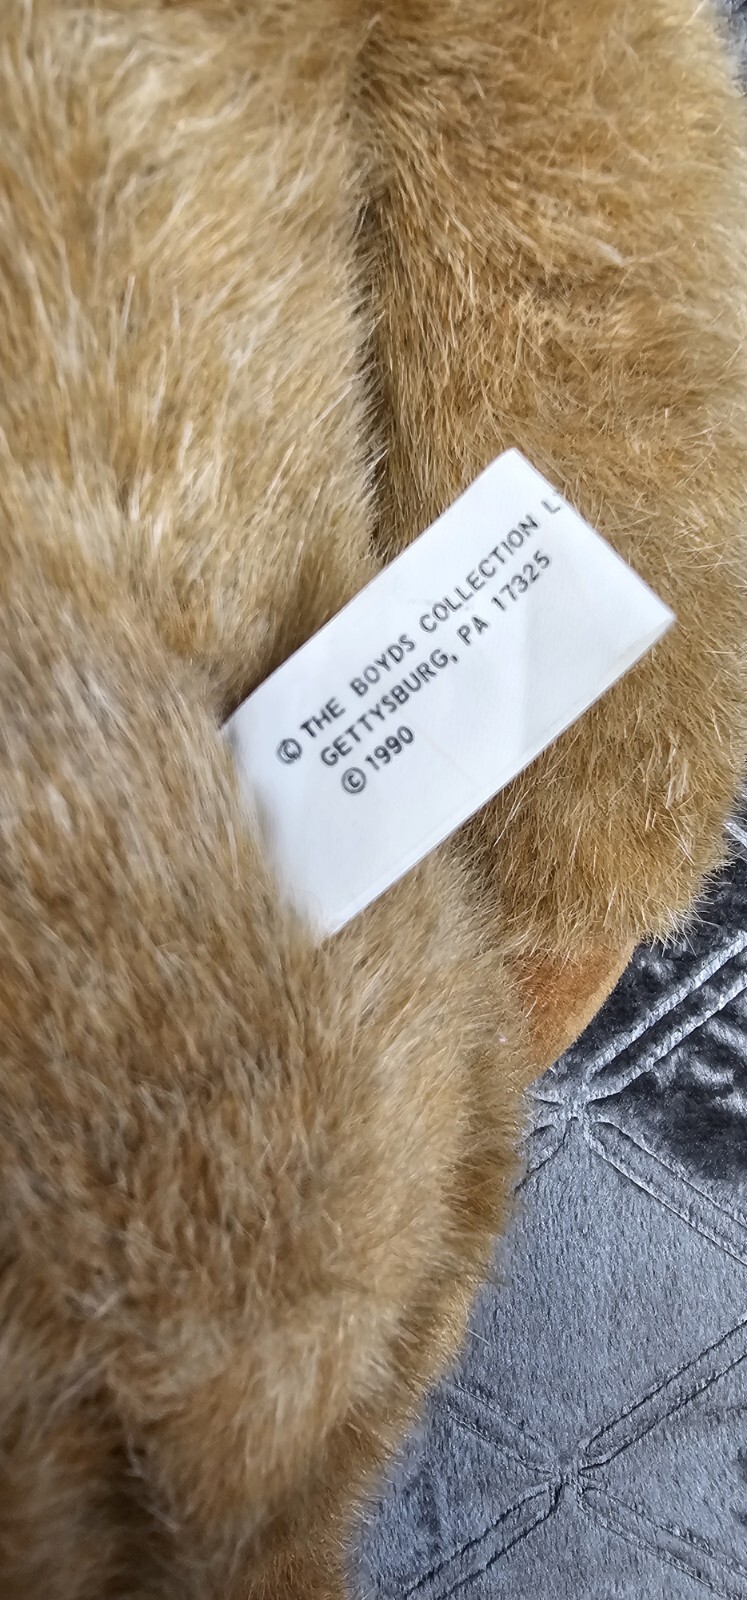 © THE BOYDS COLLECTION L
GETTYSBURG, PA 17325
© 1990